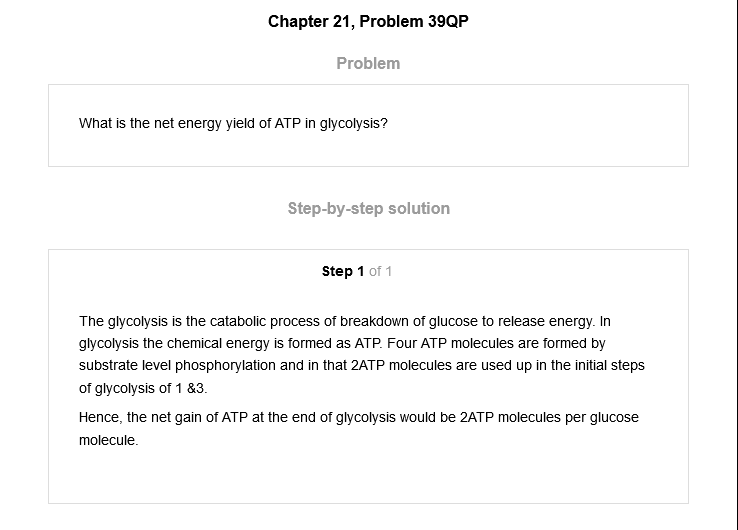 Chapter 21, Problem 39QP
Problem
What is the net energy yield of ATP in glycolysis?
Step-by-step solution
Step 1 of 1
The glycolysis is the catabolic process of breakdown of glucose to release energy. In
glycolysis the chemical energy is formed as ATP. Four ATP molecules are formed by
substrate level phosphorylation and in that 2ATP molecules are used up in the initial steps
of glycolysis of 1 &3.
Hence, the net gain of ATP at the end of glycolysis would be 2ATP molecules per glucose
molecule.